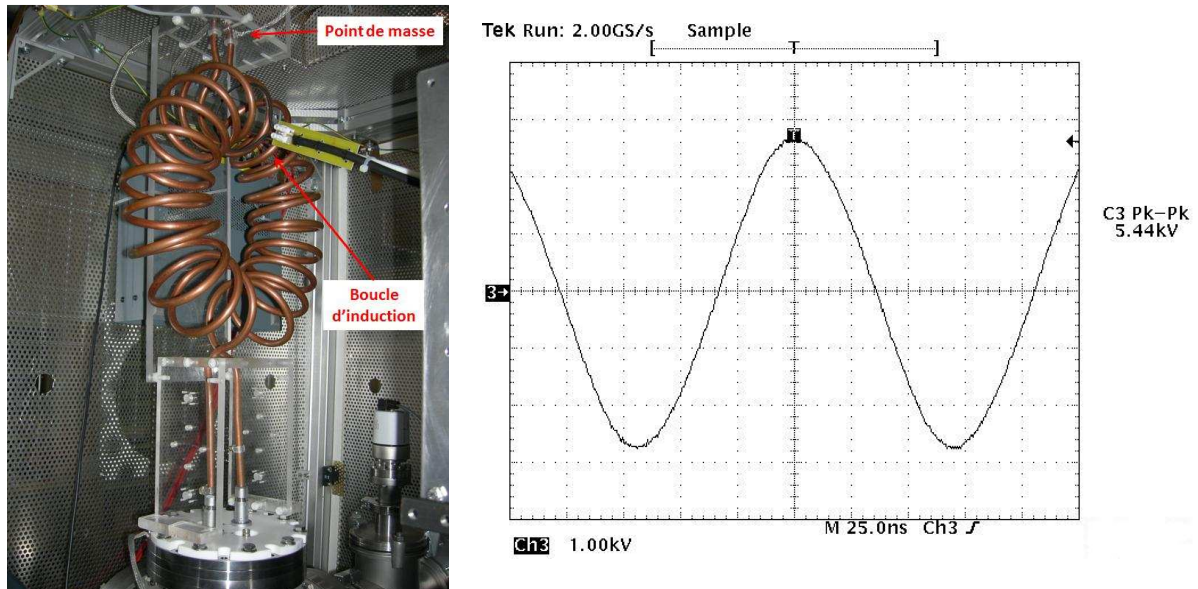 Point de masse
Boucle
d'induction
Tek Run: 2.00GS/s Sample
T
T
3→
C3 Pk-Pk
5.44kV
M 25.0ns Ch3
Ch3 1.00kV